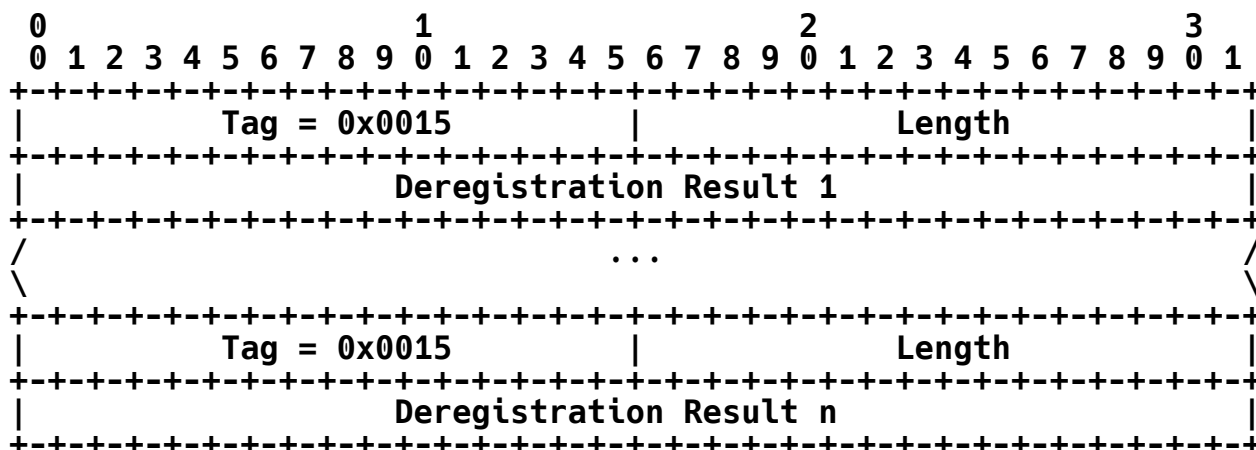 0                   1                   2                   3
 0 1 2 3 4 5 6 7 8 9 0 1 2 3 4 5 6 7 8 9 0 1 2 3 4 5 6 7 8 9 0 1
+-+-+-+-+-+-+-+-+-+-+-+-+-+-+-+-+-+-+-+-+-+-+-+-+-+-+-+-+-+-+-+-+
|          Tag = 0x0015         |             Length            |
+-+-+-+-+-+-+-+-+-+-+-+-+-+-+-+-+-+-+-+-+-+-+-+-+-+-+-+-+-+-+-+-+
|                   Deregistration Result 1                     |
+-+-+-+-+-+-+-+-+-+-+-+-+-+-+-+-+-+-+-+-+-+-+-+-+-+-+-+-+-+-+-+-+
/                              ...                              /
\                                                               \
+-+-+-+-+-+-+-+-+-+-+-+-+-+-+-+-+-+-+-+-+-+-+-+-+-+-+-+-+-+-+-+-+
|          Tag = 0x0015         |             Length            |
+-+-+-+-+-+-+-+-+-+-+-+-+-+-+-+-+-+-+-+-+-+-+-+-+-+-+-+-+-+-+-+-+
|                   Deregistration Result n                     |
+-+-+-+-+-+-+-+-+-+-+-+-+-+-+-+-+-+-+-+-+-+-+-+-+-+-+-+-+-+-+-+-+